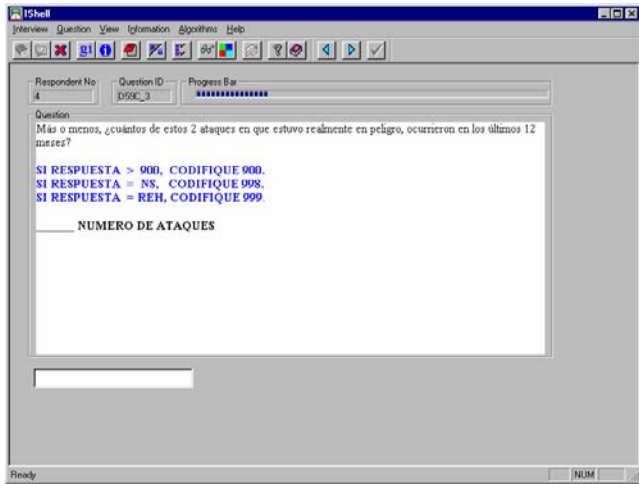 IShell
Interview Question View Information Algorithms Help
Respondent No
4
Question ID
D59C_3
Progress Bar
Question
Más o menos, ¿cuántos de estos 2 ataques en que estuvo realmente en peligro, ocurrieron en los últimos 12
meses?
SI RESPUESTA > 900, CODIFIQUE 900.
SI RESPUESTA = NS, CODIFIQUE 998.
SI RESPUESTA = REH, CODIFIQUE 999
______ NUMERO DE ATAQUES
Ready
NUM